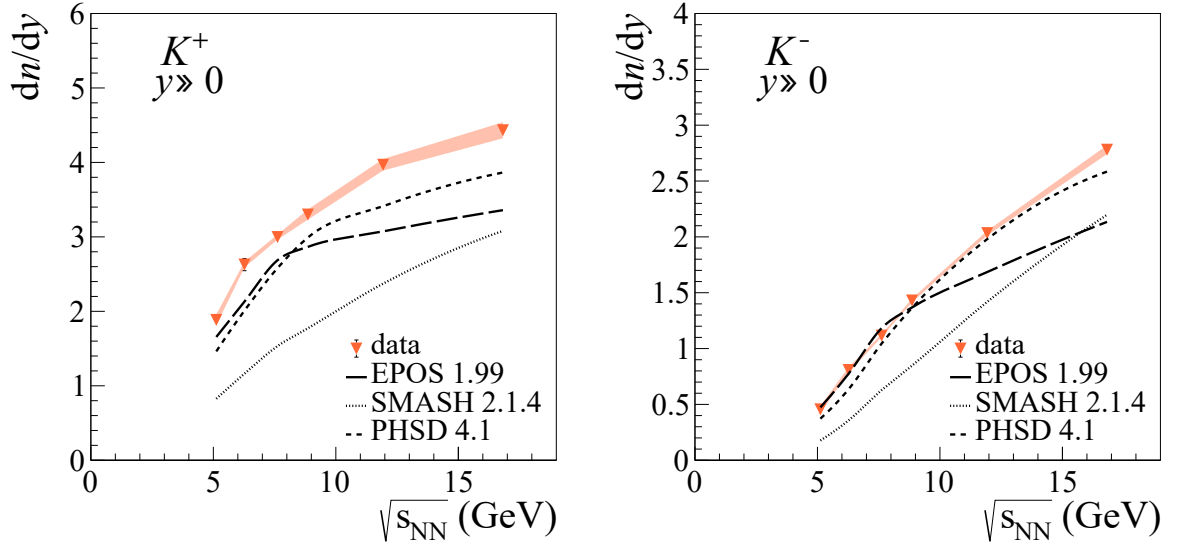 dn/dy
6
5
4
3
2
1
0
K⁺
y» 0
data
EPOS 1.99
SMASH 2.1.4
PHSD 4.1
0 5 10 15
√sNN (GeV)
dn/dy
4
3.5
3
2.5
2
1.5
1
0.5
0
K⁻
y» 0
data
EPOS 1.99
SMASH 2.1.4
PHSD 4.1
0 5 10 15
√sNN (GeV)